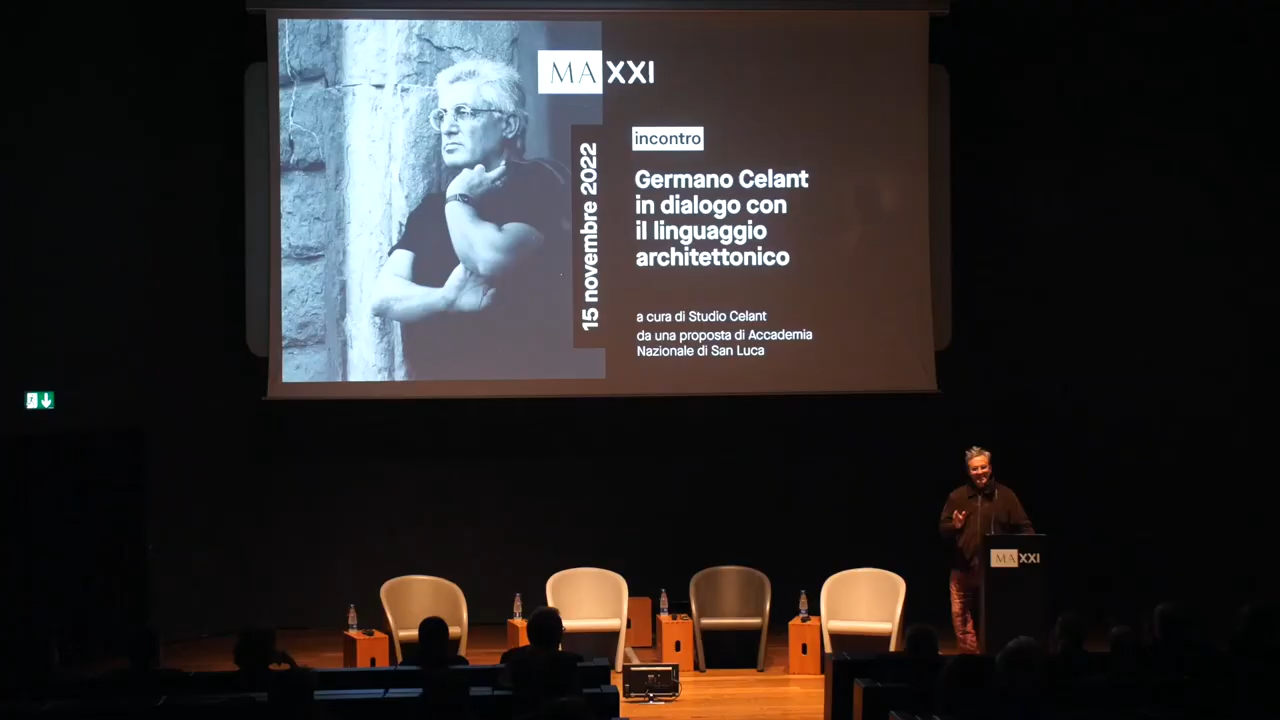 MAXXI
incontro
Germano Celant
in dialogo con
il linguaggio
architettonico
15 novembre 2022
a cura di Studio Celant
da una proposta di Accademia
Nazionale di San Luca
MAXXI